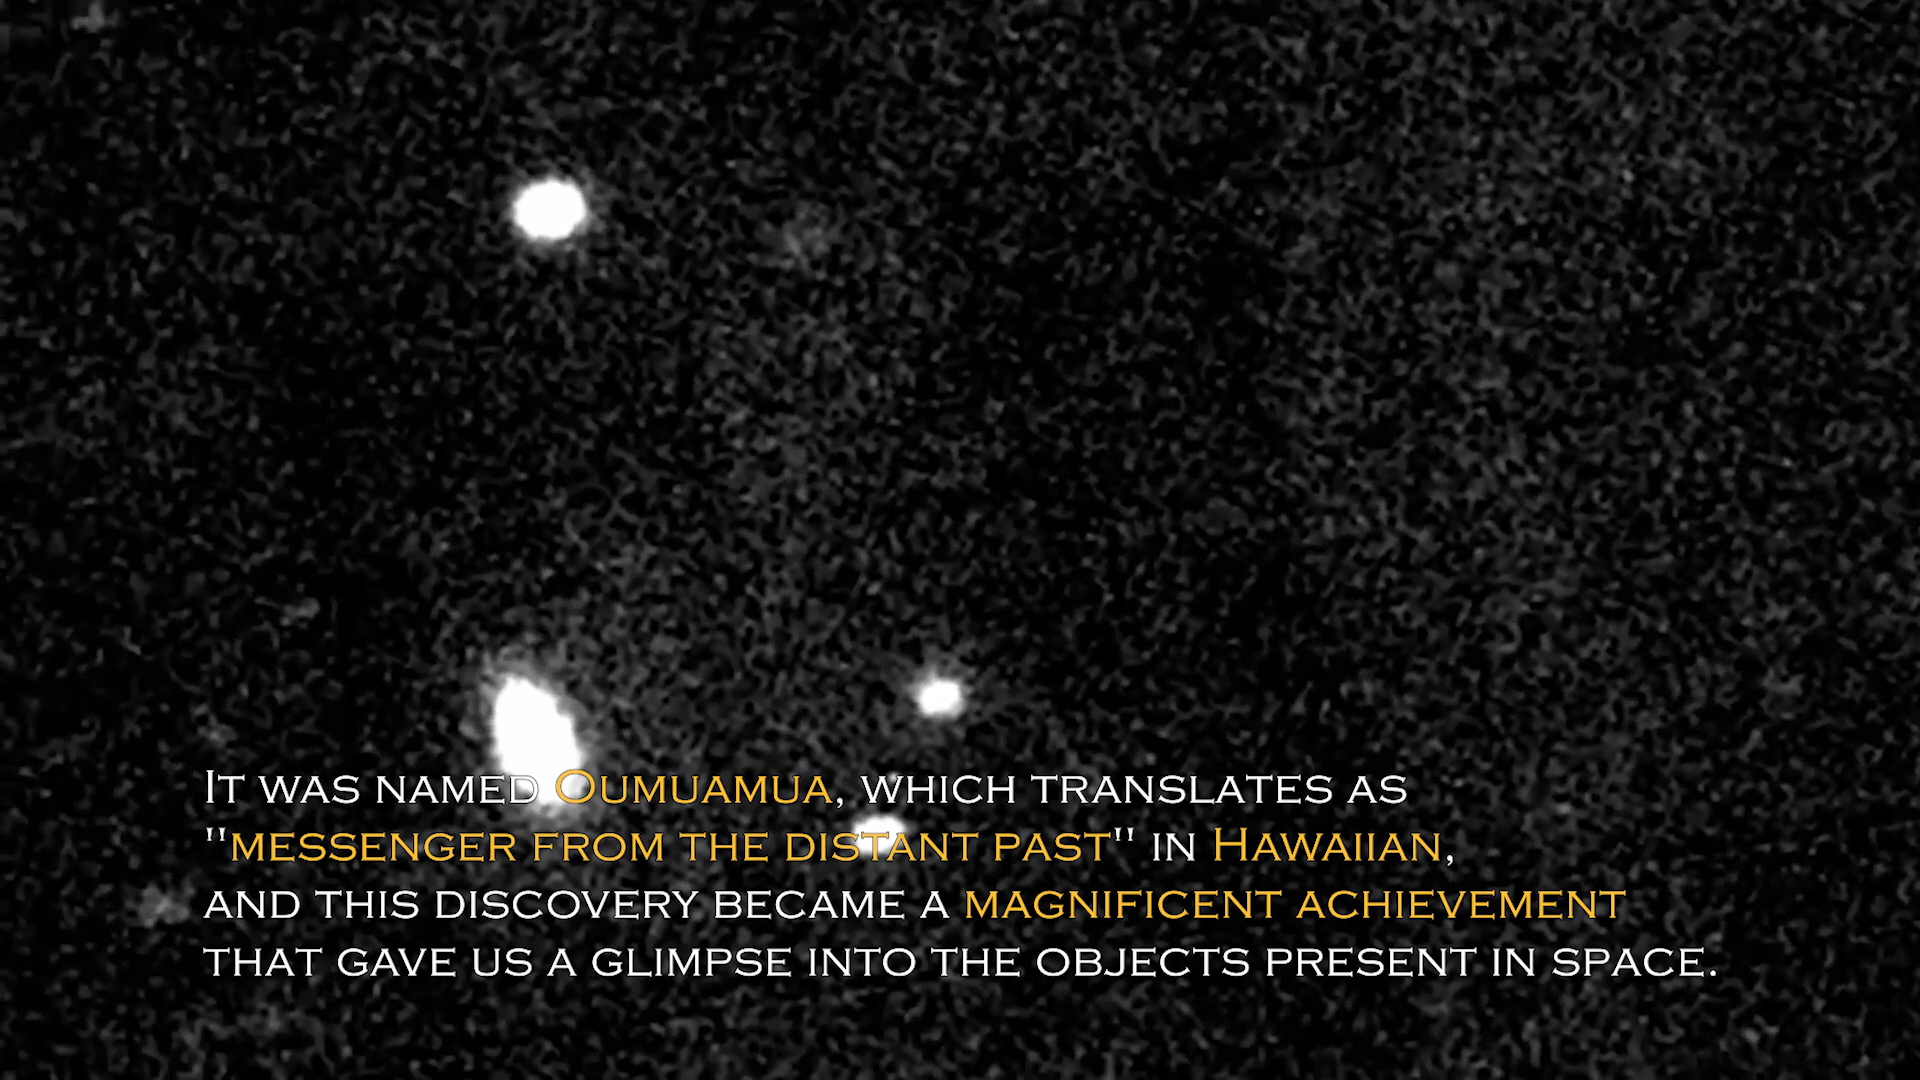 It was named Oumuamua, which translates as
"messenger from the distant past" in Hawaiian,
and this discovery became a magnificent achievement
that gave us a glimpse into the objects present in space.